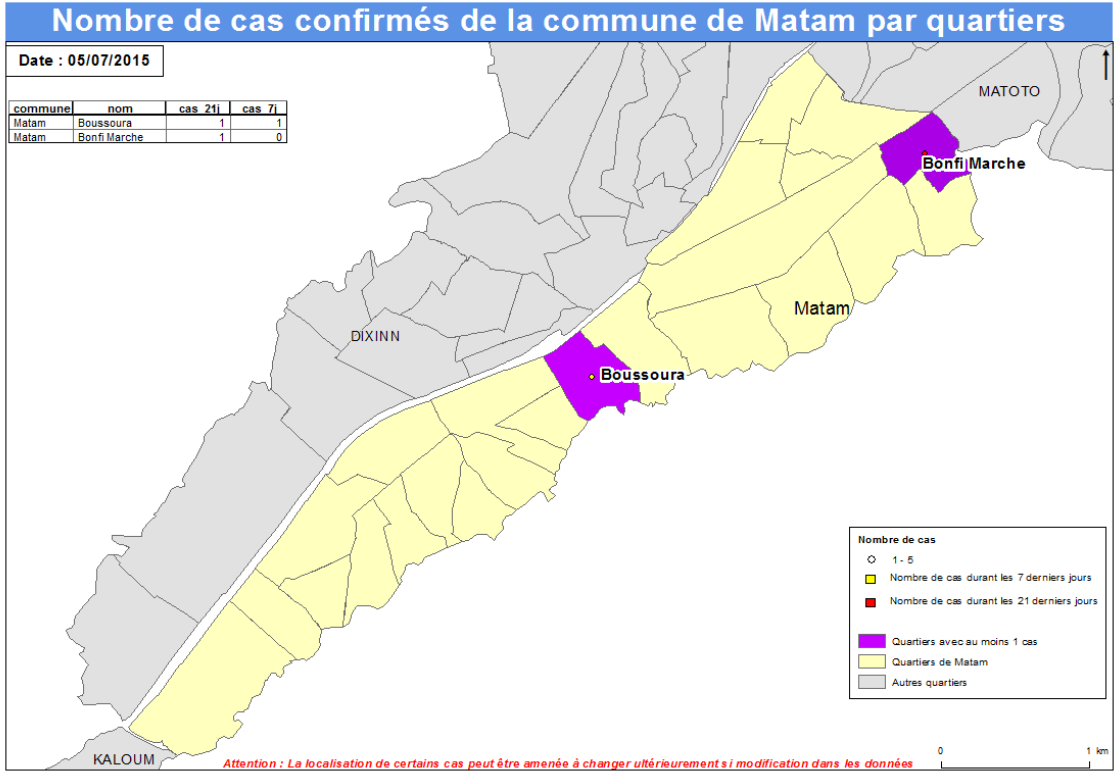 Nombre de cas confirmés de la commune de Matam par quartiers
Date : 05/07/2015
commune nom cas_21j cas_7j
Matam Boussoura 1 1
Matam Bonfi Marche 1 0
MATOTO
Bonfi Marche
Matam
DIXINN
Boussoura
Nombre de cas
1 - 5
Nombre de cas durant les 7 derniers jours
Nombre de cas durant les 21 derniers jours
Quartiers avec au moins 1 cas
Quartiers de Matam
Autres quartiers
KALOUM
Attention : La localisation de certains cas peut être amenée à changer ultérieurement si modification dans les données
0 1 km